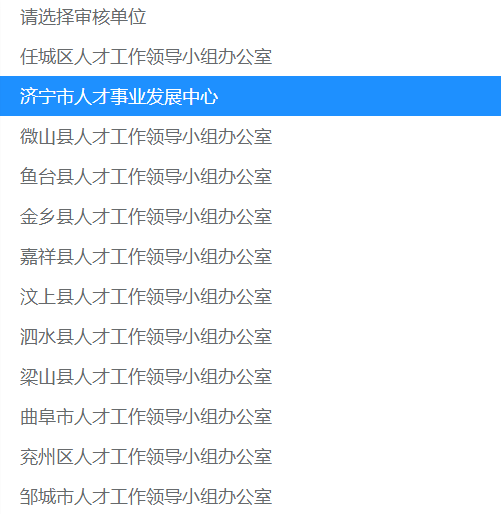 请选择审核单位
任城区人才工作领导小组办公室
济宁市人才事业发展中心
微山县人才工作领导小组办公室
鱼台县人才工作领导小组办公室
金乡县人才工作领导小组办公室
嘉祥县人才工作领导小组办公室
汶上县人才工作领导小组办公室
泗水县人才工作领导小组办公室
梁山县人才工作领导小组办公室
曲阜市人才工作领导小组办公室
兖州区人才工作领导小组办公室
邹城市人才工作领导小组办公室